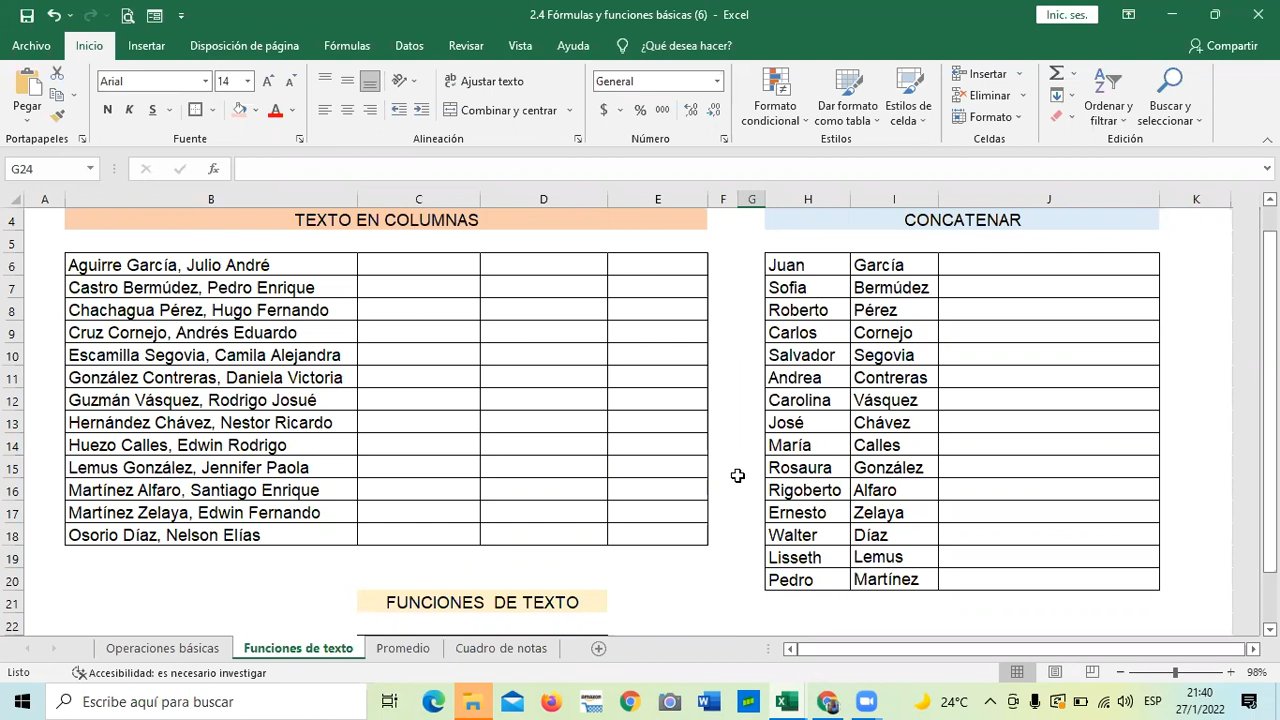 2.4 Fórmulas y funciones básicas (6) - Excel
Inic. ses.
Archivo Inicio Insertar Disposición de página Fórmulas Datos Revisar Vista Ayuda ¿Qué desea hacer? Compartir
Pegar
Portapapeles
Arial 14
N K S
Fuente
Ajustar texto
Combinar y centrar
Alineación
General
$ % 000
Número
Formato condicional
Dar formato como tabla
Estilos de celda
Estilos
Insertar
Eliminar
Formato
Celdas
Ordenar y filtrar
Buscar y seleccionar
Edición
G24 fx
A B C D E F G H I J K
4 TEXTO EN COLUMNAS CONCATENAR
5
6 Aguirre García, Julio André Juan García
7 Castro Bermúdez, Pedro Enrique Sofia Bermúdez
8 Chachagua Pérez, Hugo Fernando Roberto Pérez
9 Cruz Cornejo, Andrés Eduardo Carlos Cornejo
10 Escamilla Segovia, Camila Alejandra Salvador Segovia
11 González Contreras, Daniela Victoria Andrea Contreras
12 Guzmán Vásquez, Rodrigo Josué Carolina Vásquez
13 Hernández Chávez, Nestor Ricardo José Chávez
14 Huezo Calles, Edwin Rodrigo María Calles
15 Lemus González, Jennifer Paola Rosaura González
16 Martínez Alfaro, Santiago Enrique Rigoberto Alfaro
17 Martínez Zelaya, Edwin Fernando Ernesto Zelaya
18 Osorio Díaz, Nelson Elías Walter Díaz
19 Lisseth Lemus
20 Pedro Martínez
21 FUNCIONES DE TEXTO
22
Operaciones básicas Funciones de texto Promedio Cuadro de notas
Listo Accesibilidad: es necesario investigar 98%
Escribe aquí para buscar 24°C ESP 21:40
27/1/2022